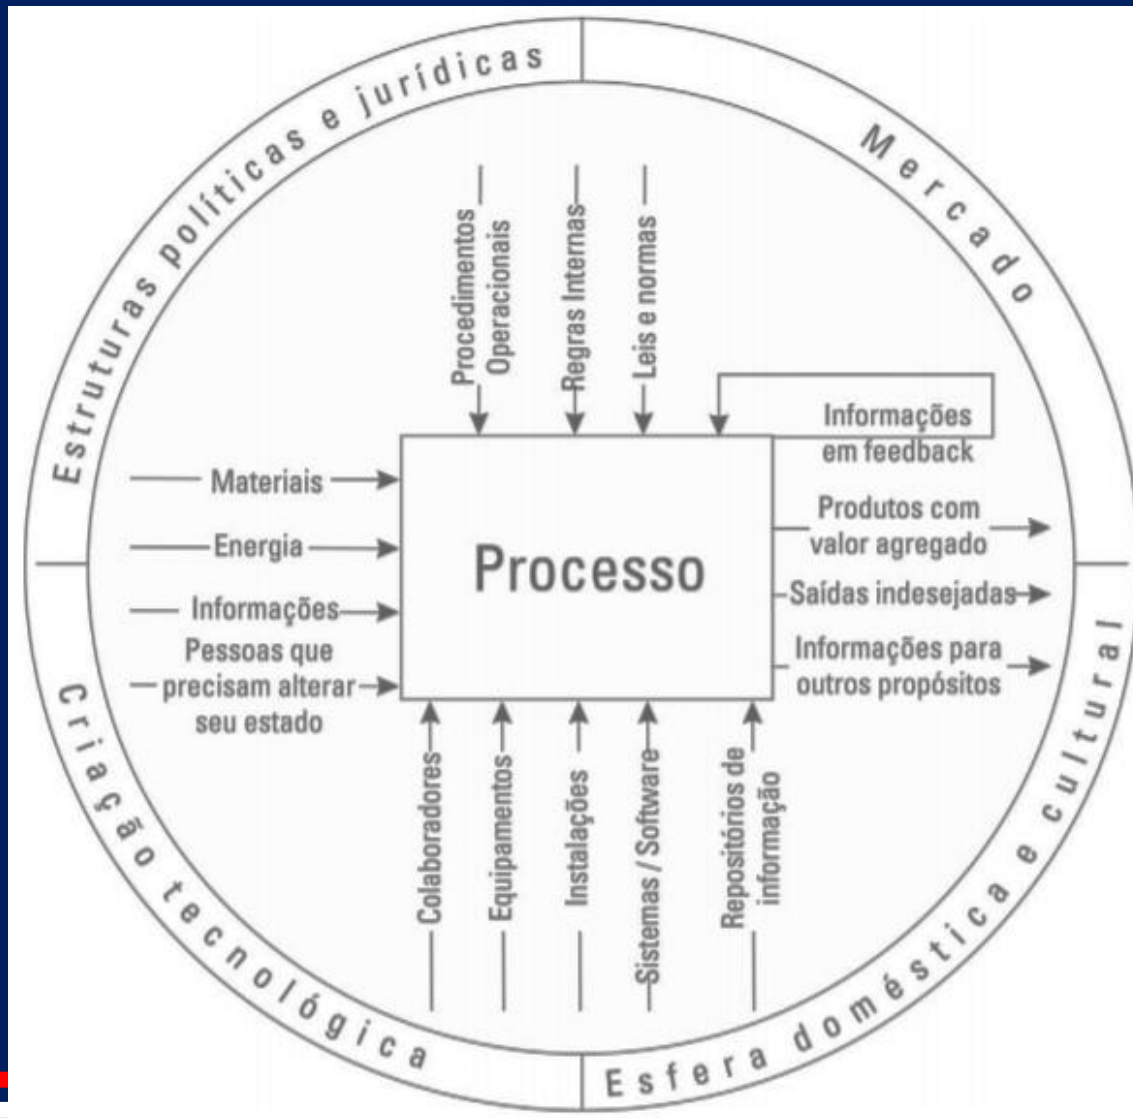 Estruturas políticas e jurídicas
Mercado
Procedimentos
Operacionais
Regras Internas
Leis e normas
Informações
em feedback
Materiais
Energia
Informações
Pessoas que
precisam alterar
seu estado
Processo
Produtos com
valor agregado
Saídas indesejadas
Informações para
outros propósitos
Colaboradores
Equipamentos
Instalações
Sistemas / Software
Repositórios de
informação
Criação tecnológica
Esfera doméstica e cultural